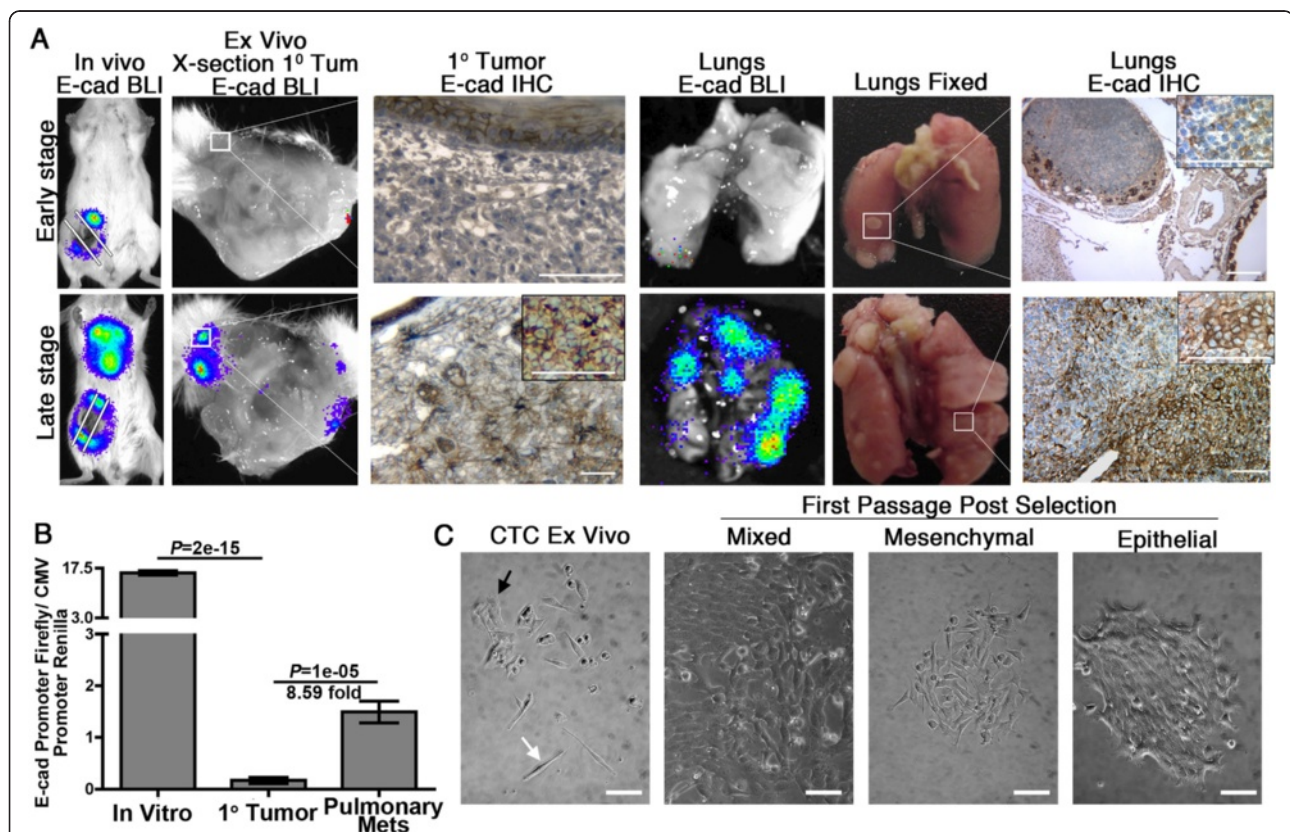 A
In vivo
E-cad BLI
Ex Vivo
X-section 1º Tum
E-cad BLI
1º Tumor
E-cad IHC
Lungs
E-cad BLI
Lungs Fixed
Lungs
E-cad IHC
Early stage
Late stage
B
E-cad Promoter Firefly/ CMV
Promoter Renilla
17.5
3.0
3
2
1
0
P=2e-15
P=1e-05
8.59 fold
In Vitro
1º Tumor
Pulmonary
Mets
C
First Passage Post Selection
CTC Ex Vivo
Mixed
Mesenchymal
Epithelial